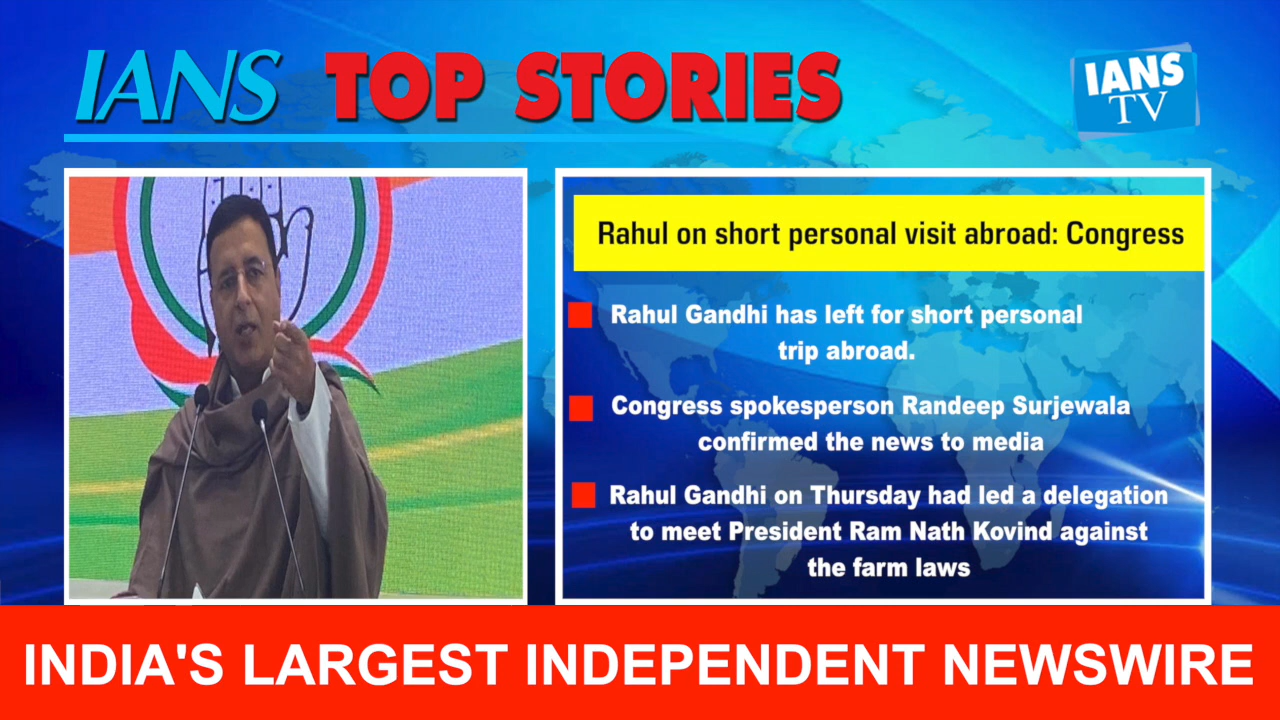 IANS TOP STORIES
IANS
TV
Rahul on short personal visit abroad: Congress
Rahul Gandhi has left for short personal
trip abroad.
Congress spokesperson Randeep Surjewala
confirmed the news to media
Rahul Gandhi on Thursday had led a delegation
to meet President Ram Nath Kovind against
the farm laws
INDIA'S LARGEST INDEPENDENT NEWSWIRE